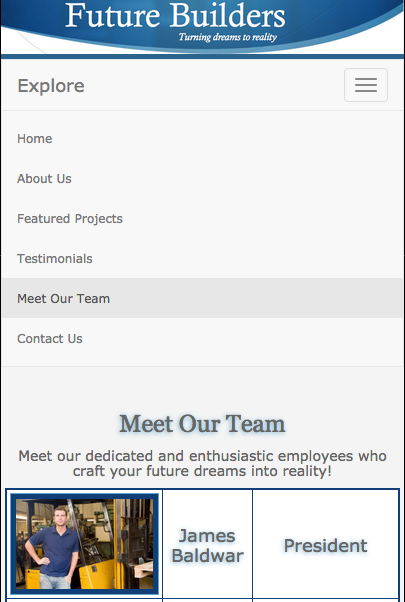 Future Builders
Turning dreams to reality
Explore
Home
About Us
Featured Projects
Testimonials
Meet Our Team
Contact Us
Meet Our Team
Meet our dedicated and enthusiastic employees who
craft your future dreams into reality!
James
Baldwar
President